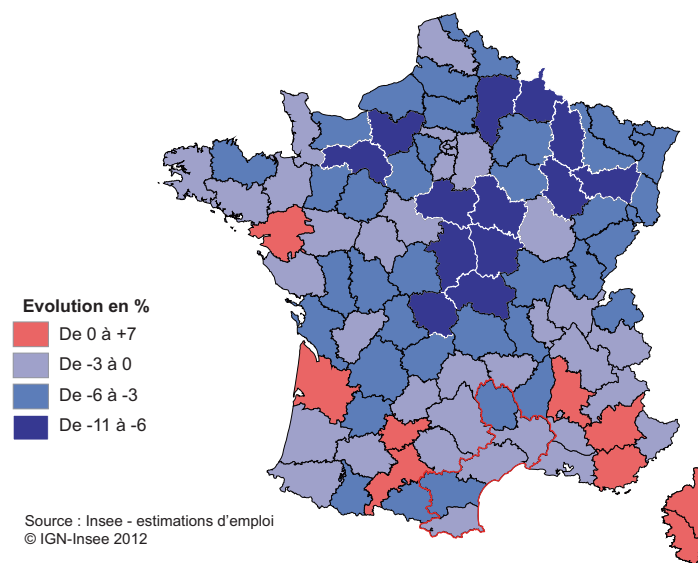 Evolution en %
De 0 à +7
De -3 à 0
De -6 à -3
De -11 à -6
Source : Insee - estimations d'emploi
© IGN-Insee 2012